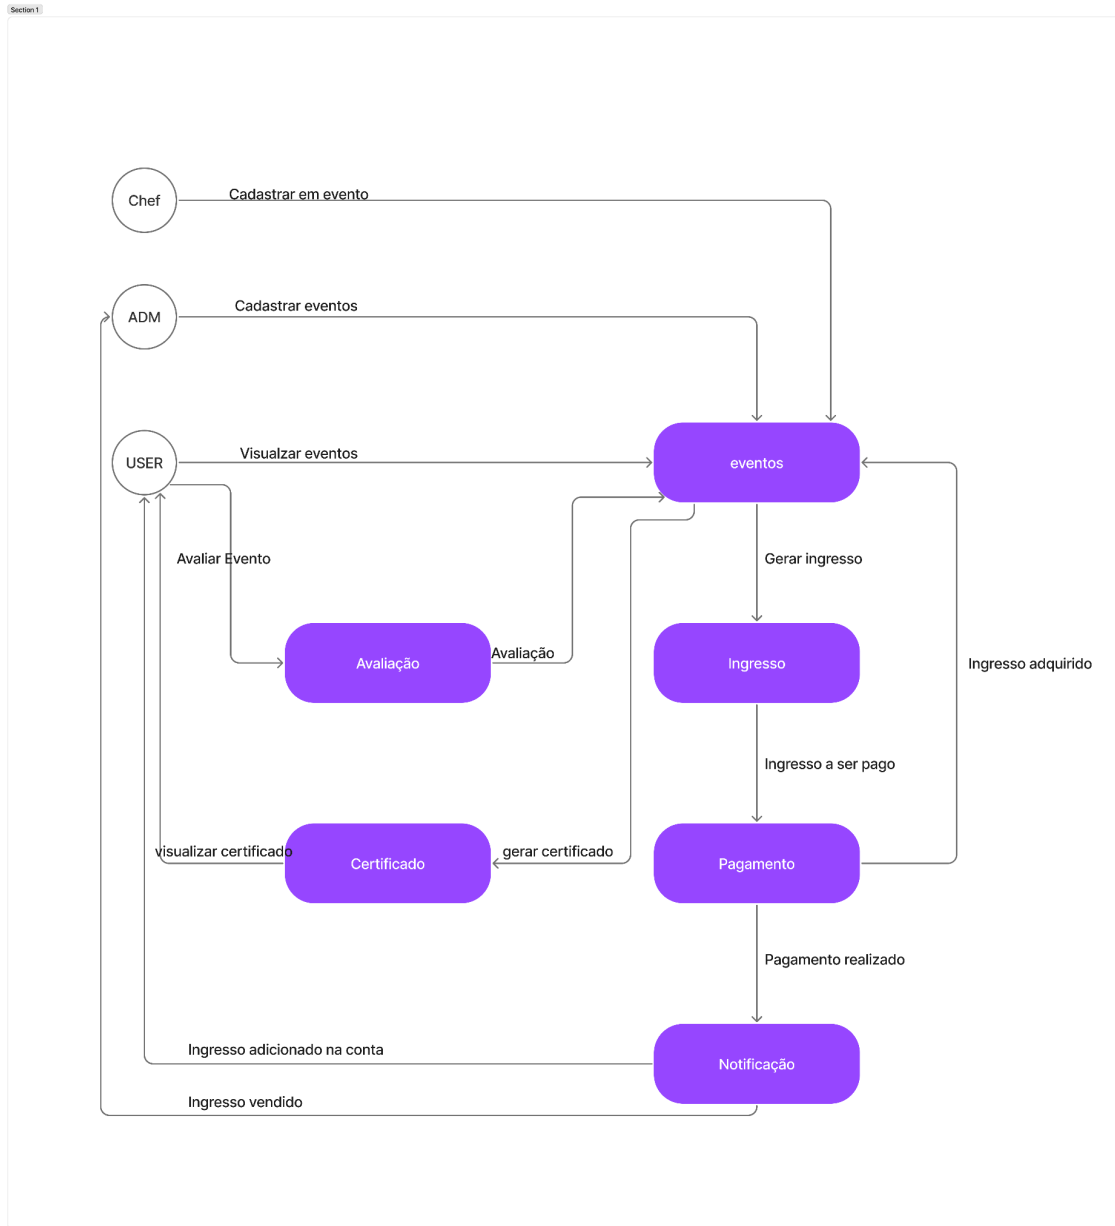 Section 1
Chef
Cadastrar em evento
ADM
Cadastrar eventos
USER
Visualzar eventos
eventos
Avaliar Evento
Gerar ingresso
Avaliação
Avaliação
Ingresso
Ingresso adquirido
Ingresso a ser pago
visualizar certificado
Certificado
gerar certificado
Pagamento
Pagamento realizado
Ingresso adicionado na conta
Notificação
Ingresso vendido